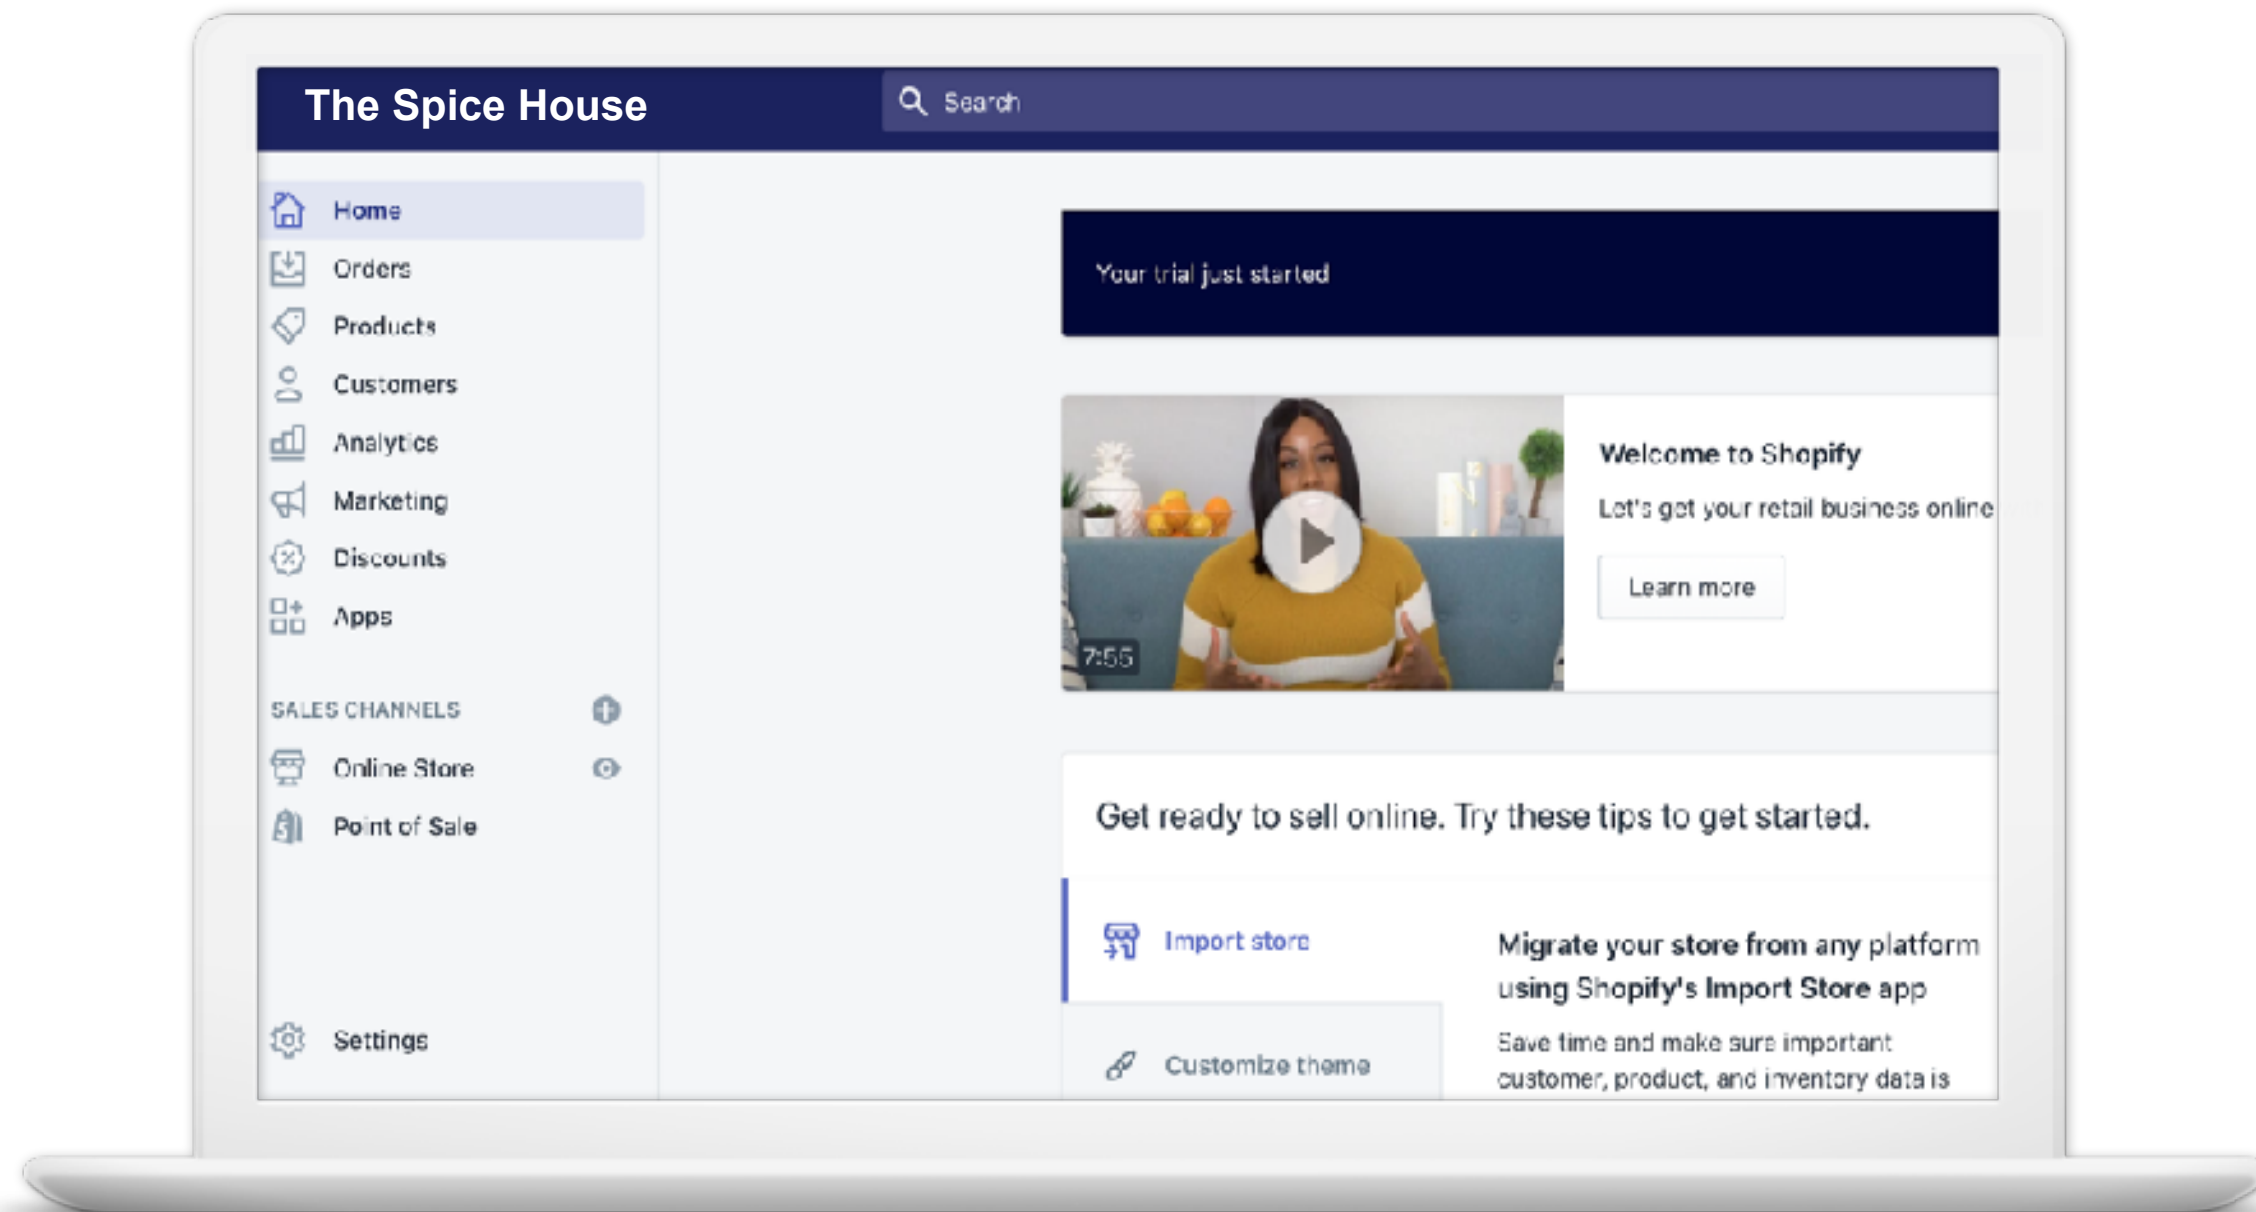 The Spice House
Search
Home
Orders
Products
Customers
Analytics
Marketing
Discounts
Apps
SALES CHANNELS
Online Store
Point of Sale
Settings
Your trial just started
7:55
Welcome to Shopify
Let's get your retail business online
Learn more
Get ready to sell online. Try these tips to get started.
Import store
Customize theme
Migrate your store from any platform
using Shopify's Import Store app
Save time and make sure important
customer, product, and inventory data is